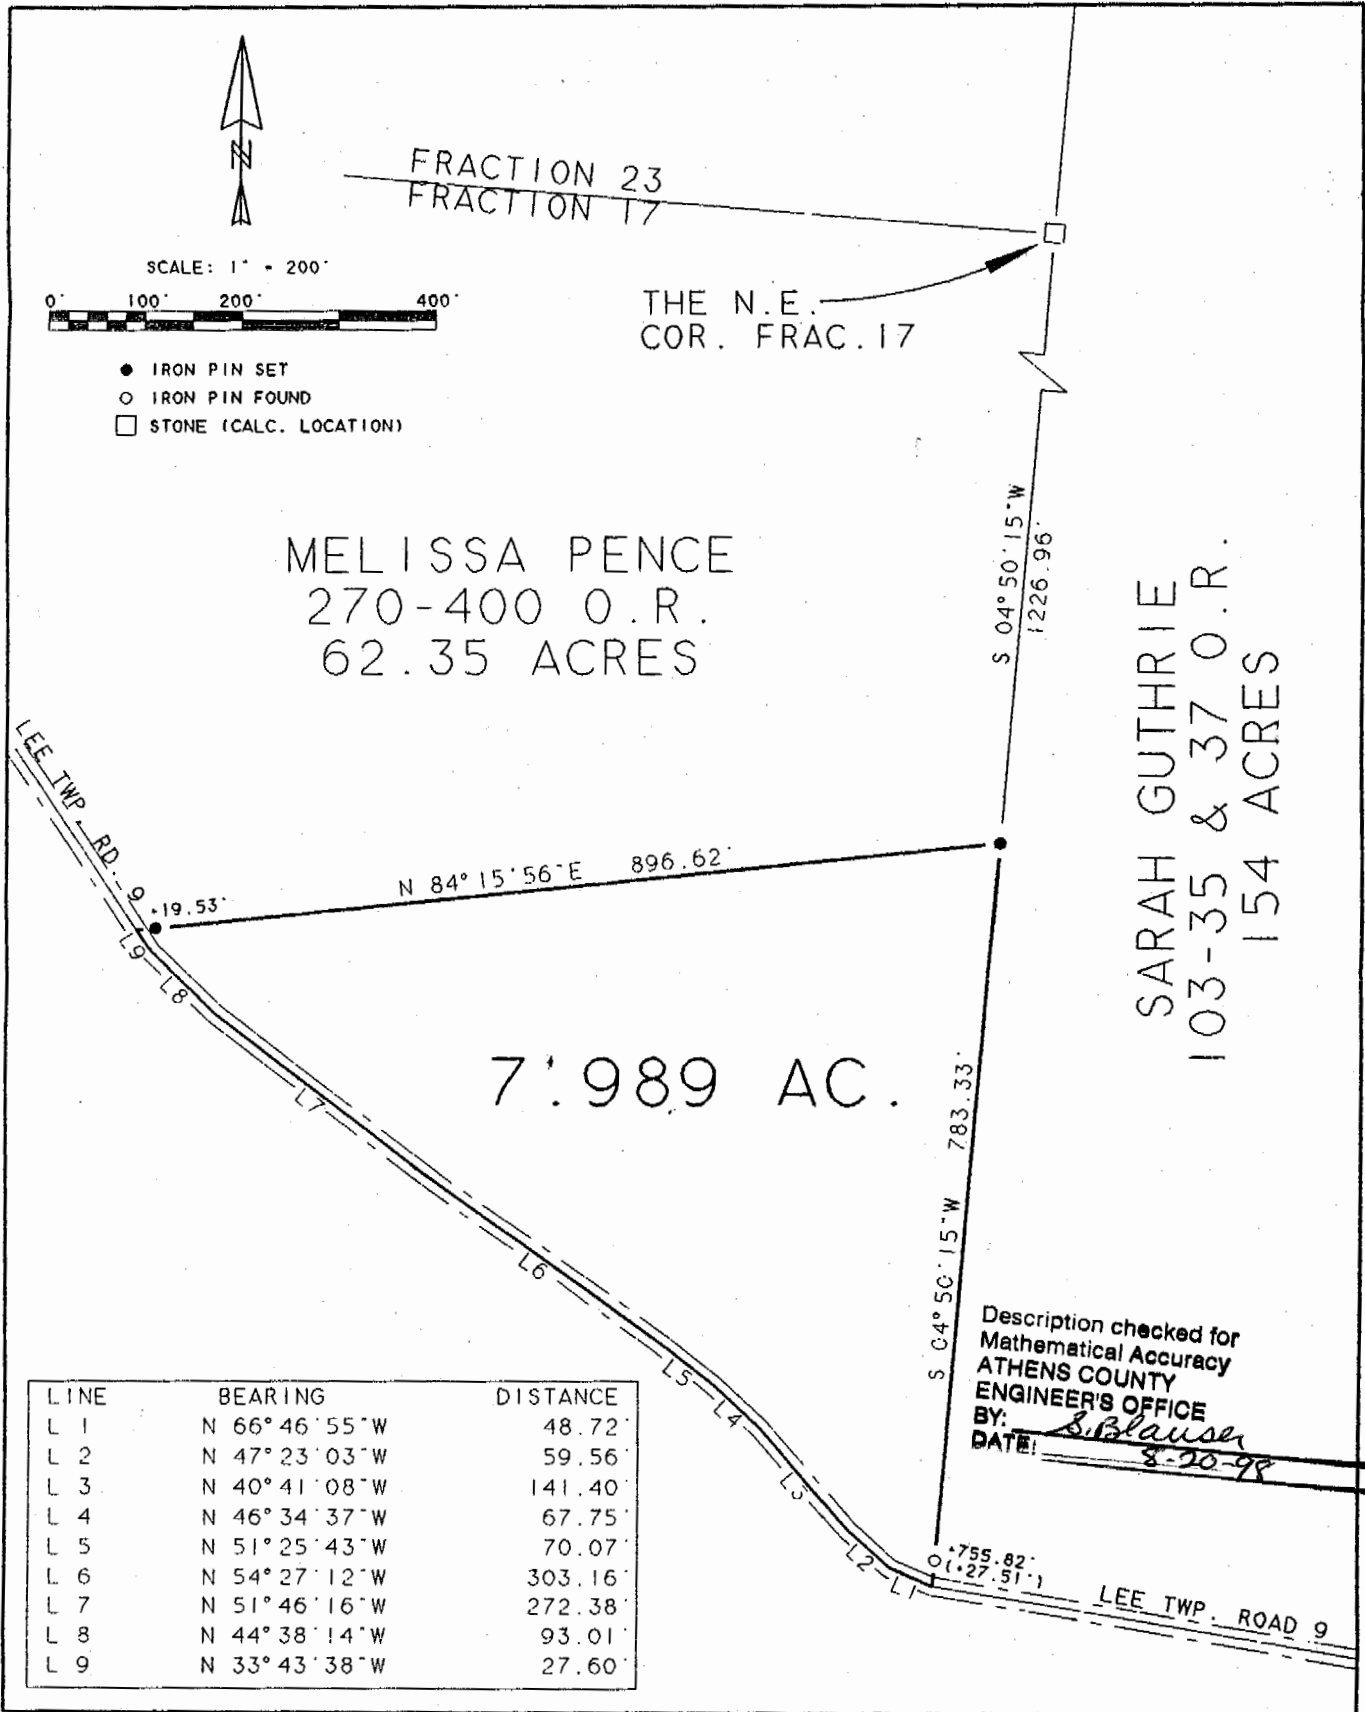 N
FRACTION 23
FRACTION 17
SCALE: 1" = 200'
0' 100' 200' 400'
IRON PIN SET
IRON PIN FOUND
STONE (CALC. LOCATION)
THE N.E.
COR. FRAC.17
MELISSA PENCE
270-400 O.R.
62.35 ACRES
S 04°50'15"W
1226.96'
SARAH GUTHRIE
103-35 & 37 O.R.
154 ACRES
LEE TWP. RD. 9
+19.53'
N 84°15'56"E 896.62'
L9
L8
L7
7.989 AC.
S 04°50'15"W 783.33'
L6
L5
L4
L3
L2
L1
Description checked for
Mathematical Accuracy
ATHENS COUNTY
ENGINEER'S OFFICE
BY: S. Blauser
DATE: 8-20-98
+755.82'
(+27.51')
LEE TWP. ROAD 9
LINE BEARING DISTANCE
L 1 N 66°46'55"W 48.72'
L 2 N 47°23'03"W 59.56'
L 3 N 40°41'08"W 141.40'
L 4 N 46°34'37"W 67.75'
L 5 N 51°25'43"W 70.07'
L 6 N 54°27'12"W 303.16'
L 7 N 51°46'16"W 272.38'
L 8 N 44°38'14"W 93.01'
L 9 N 33°43'38"W 27.60'